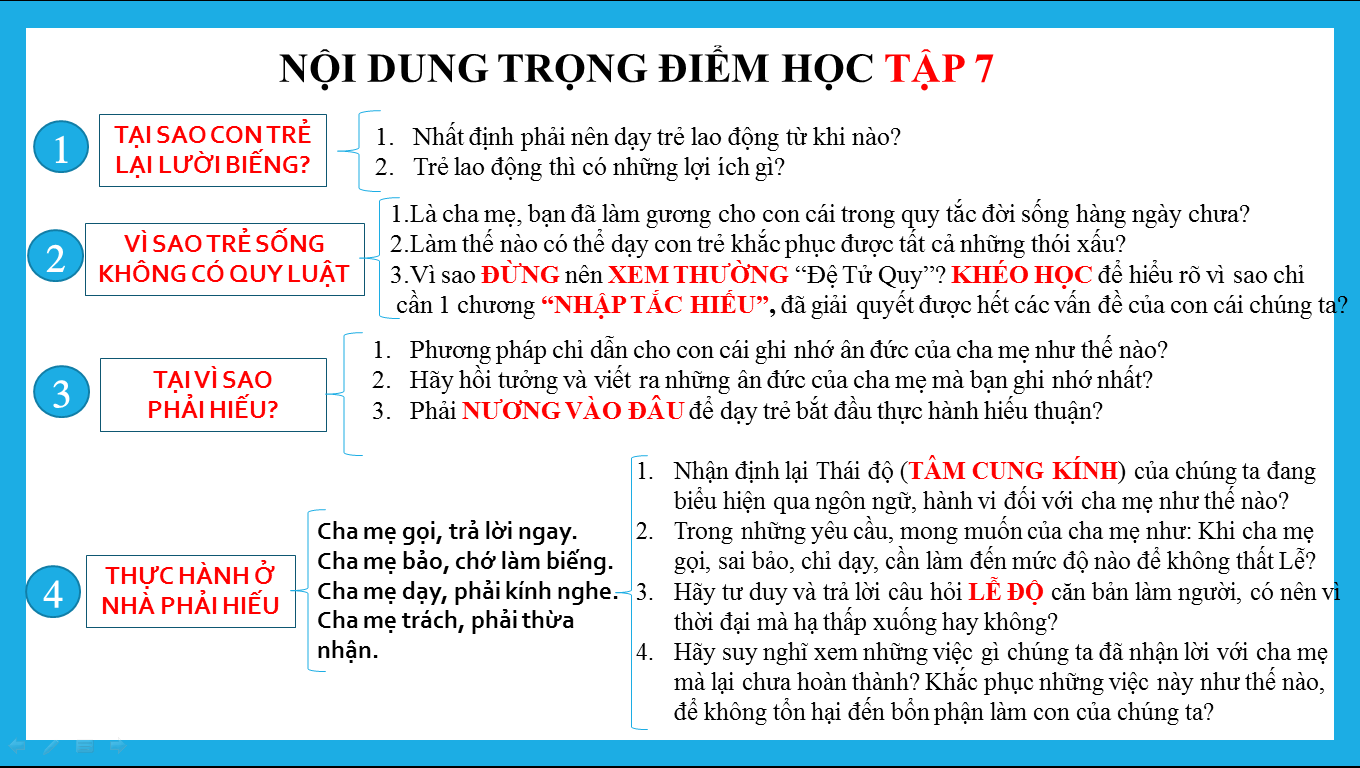 NỘI DUNG TRỌNG ĐIỂM HỌC TẬP 7
1
TẠI SAO CON TRẺ
LẠI LƯỜI BIẾNG?
1. Nhất định phải nên dạy trẻ lao động từ khi nào?
2. Trẻ lao động thì có những lợi ích gì?
2
VÌ SAO TRẺ SỐNG
KHÔNG CÓ QUY LUẬT
1.Là cha mẹ, bạn đã làm gương cho con cái trong quy tắc đời sống hàng ngày chưa?
2.Làm thế nào có thể dạy con trẻ khắc phục được tất cả những thói xấu?
3.Vì sao ĐỪNG nên XEM THƯỜNG “Đệ Tử Quy”? KHÉO HỌC để hiểu rõ vì sao chỉ
cần 1 chương “NHẬP TẮC HIẾU”, đã giải quyết được hết các vấn đề của con cái chúng ta?
3
TẠI VÌ SAO
PHẢI HIẾU?
1. Phương pháp chỉ dẫn cho con cái ghi nhớ ân đức của cha mẹ như thế nào?
2. Hãy hồi tưởng và viết ra những ân đức của cha mẹ mà bạn ghi nhớ nhất?
3. Phải NƯƠNG VÀO ĐÂU để dạy trẻ bắt đầu thực hành hiếu thuận?
4
THỰC HÀNH Ở
NHÀ PHẢI HIẾU
Cha mẹ gọi, trả lời ngay.
Cha mẹ bảo, chớ làm biếng.
Cha mẹ dạy, phải kính nghe.
Cha mẹ trách, phải thừa
nhận.
1. Nhận định lại Thái độ (TÂM CUNG KÍNH) của chúng ta đang
biểu hiện qua ngôn ngữ, hành vi đối với cha mẹ như thế nào?
2. Trong những yêu cầu, mong muốn của cha mẹ như: Khi cha mẹ
gọi, sai bảo, chỉ dạy, cần làm đến mức độ nào để không thất Lễ?
3. Hãy tư duy và trả lời câu hỏi LỄ ĐỘ căn bản làm người, có nên vì
thời đại mà hạ thấp xuống hay không?
4. Hãy suy nghĩ xem những việc gì chúng ta đã nhận lời với cha mẹ
mà lại chưa hoàn thành? Khắc phục những việc này như thế nào,
để không tổn hại đến bổn phận làm con của chúng ta?